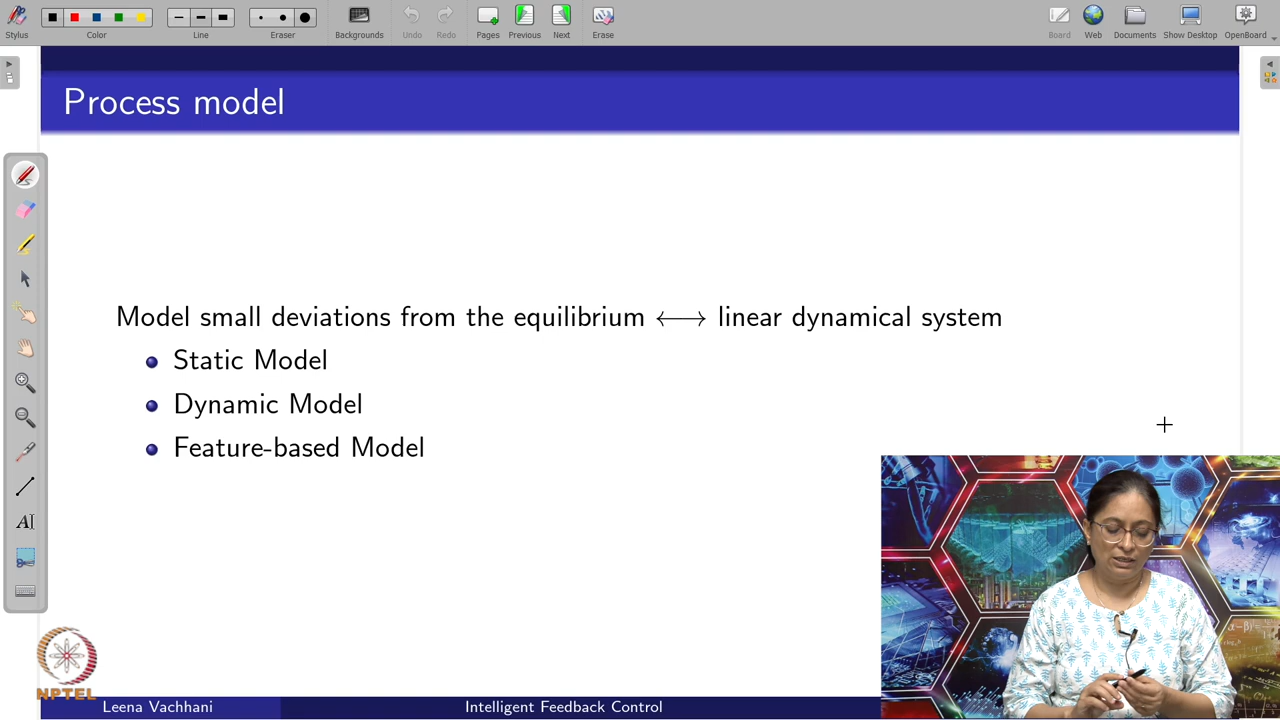 Stylus
Color
Line
Eraser
Backgrounds
Undo
Redo
Pages
Previous
Next
Erase
Board
Web
Documents
Show Desktop
OpenBoard
Process model
Model small deviations from the equilibrium ⟷ linear dynamical system
Static Model
Dynamic Model
Feature-based Model
A
α-βj
NPTEL
Leena Vachhani
Intelligent Feedback Control